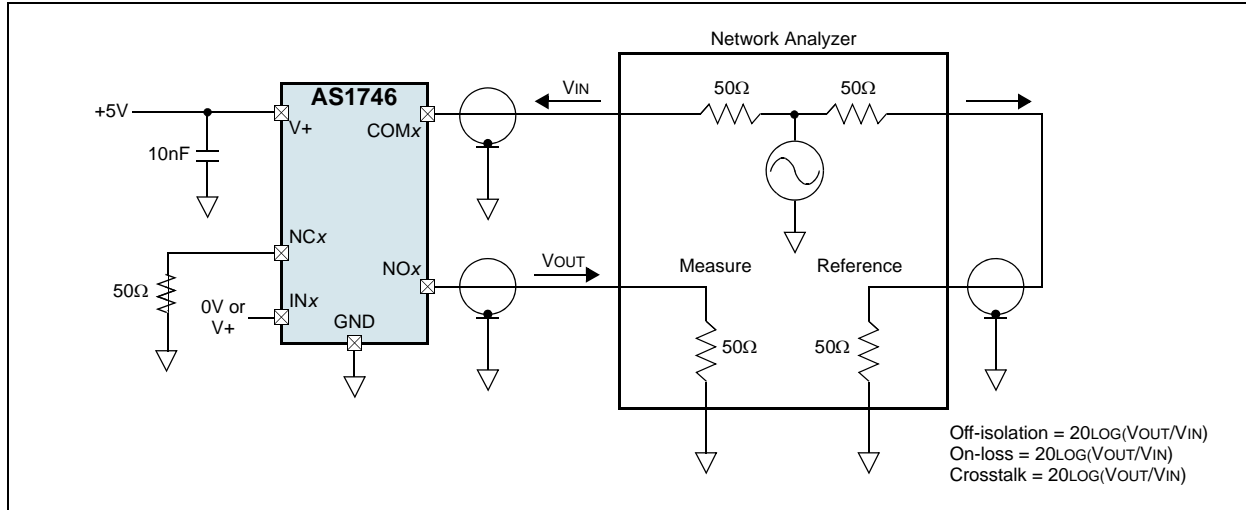 Network Analyzer
AS1746
+5V
V+
COMx
VIN
50Ω
50Ω
10nF
NCx
NOx
VOUT
Measure
Reference
50Ω
INx
0V or
V+
GND
50Ω
50Ω
Off-isolation = 20LOG(VOUT/VIN)
On-loss = 20LOG(VOUT/VIN)
Crosstalk = 20LOG(VOUT/VIN)